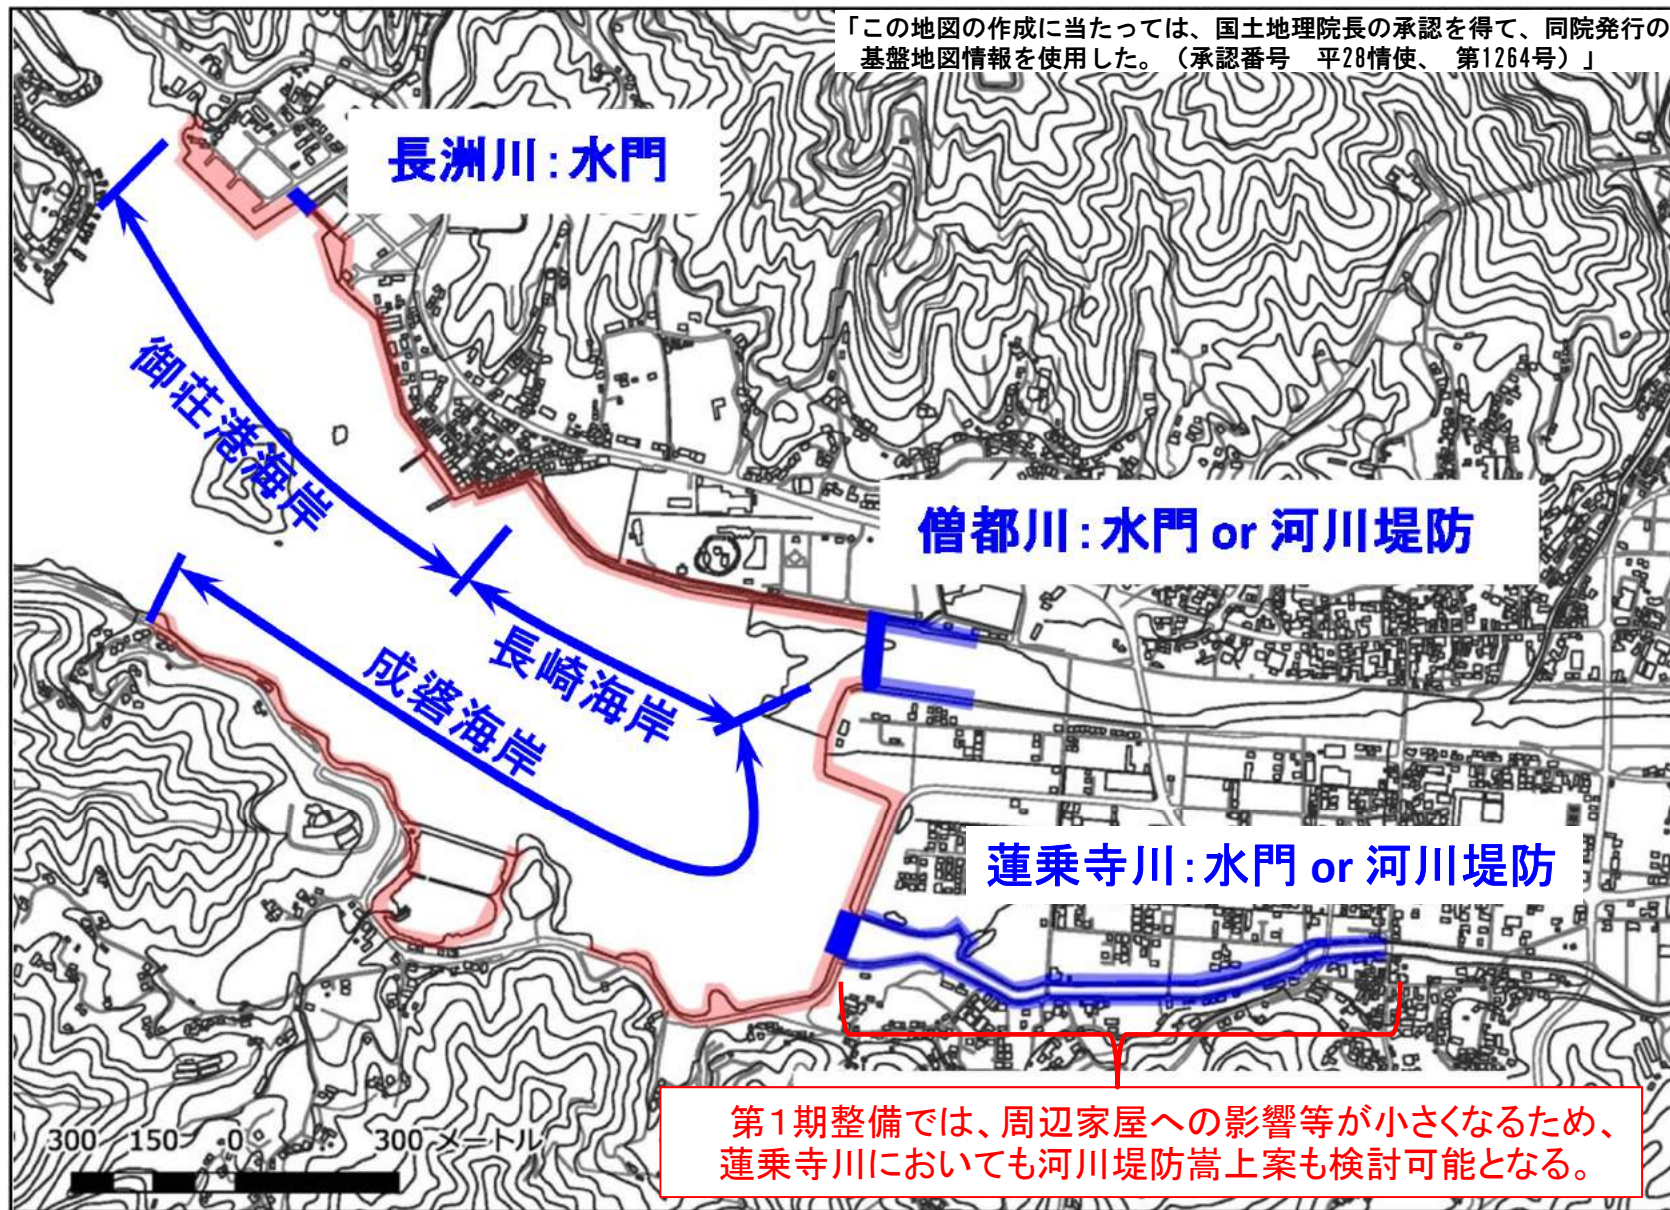 「この地図の作成に当たっては、国土地理院長の承認を得て、同院発行の
基盤地図情報を使用した。（承認番号　平28情使、　第1264号）」
長洲川：水門
御荘港海岸
僧都川：水門 or 河川堤防
長崎海岸
成碆海岸
蓮乗寺川：水門 or 河川堤防
第１期整備では、周辺家屋への影響等が小さくなるため、
蓮乗寺川においても河川堤防嵩上案も検討可能となる。
300 150 0 300 メートル